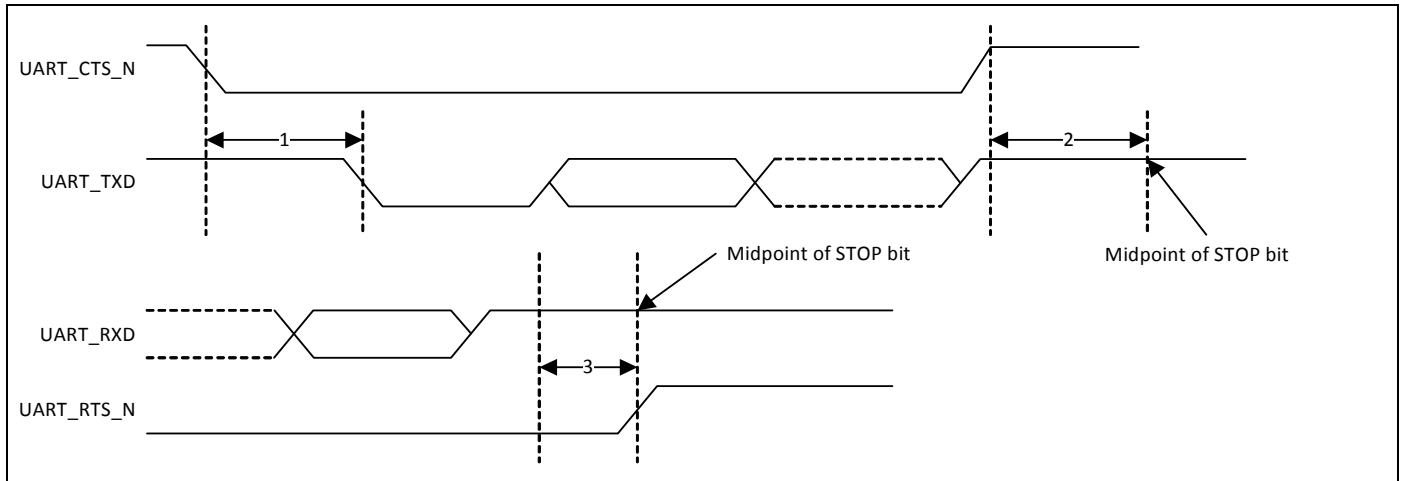 UART_CTS_N
1
2
UART_TXD
Midpoint of STOP bit
Midpoint of STOP bit
UART_RXD
3
UART_RTS_N